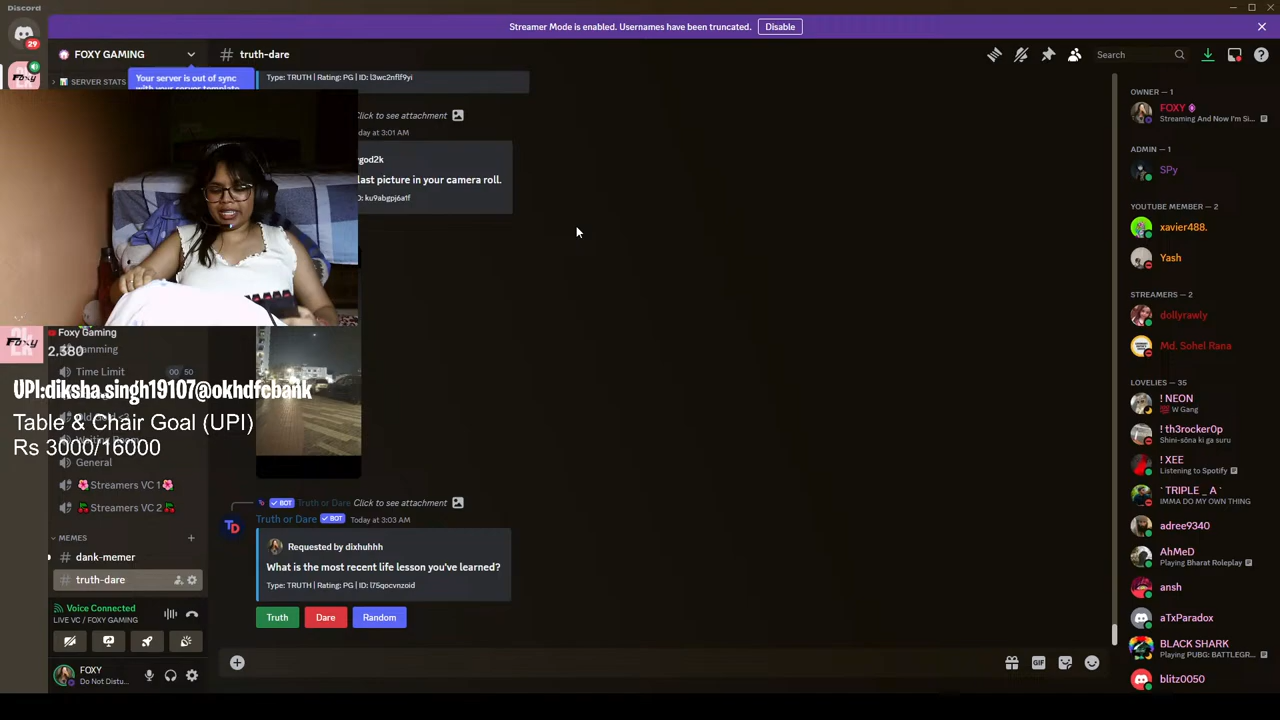 Discord
Streamer Mode is enabled. Usernames have been truncated.
Disable
29
FOXY GAMING
# truth-dare
Search
SERVER STATS
Your server is out of sync
with your server template
Type: TRUTH | Rating: PG | ID: l3wc2nflf9yi
Click to see attachment
day at 3:01 AM
god2k
last picture in your camera roll.
D: ku9abgpj6a1f
Foxy
Foxy Gaming
2,380
Jamming
Time Limit
00 50
UPI:diksha.singh19107@okhdfcbank
Table & Chair Goal (UPI)
Rs 3000/16000
General
Streamers VC 1
Streamers VC 2
MEMES
# dank-memer
# truth-dare
Voice Connected
LIVE VC / FOXY GAMING
FOXY
Do Not Distu...
BOT Truth or Dare Click to see attachment
TD
Truth or Dare BOT Today at 3:03 AM
Requested by dixhuhhh
What is the most recent life lesson you've learned?
Type: TRUTH | Rating: PG | ID: l75qocvnzoid
Truth
Dare
Random
GIF
OWNER — 1
FOXY
Streaming And Now I'm Si...
ADMIN — 1
SPy
YOUTUBE MEMBER — 2
xavier488.
Yash
STREAMERS — 2
dollyrawly
Md. Sohel Rana
LOVELIES — 35
! NEON
W Gang
! th3rocker0p
Shini-sōna ki ga suru
! XEE
Listening to Spotify
` TRIPLE _ A `
IMMA DO MY OWN THING
adree9340
AhMeD
Playing Bharat Roleplay
ansh
aTxParadox
BLACK SHARK
Playing PUBG: BATTLEGR...
blitz0050